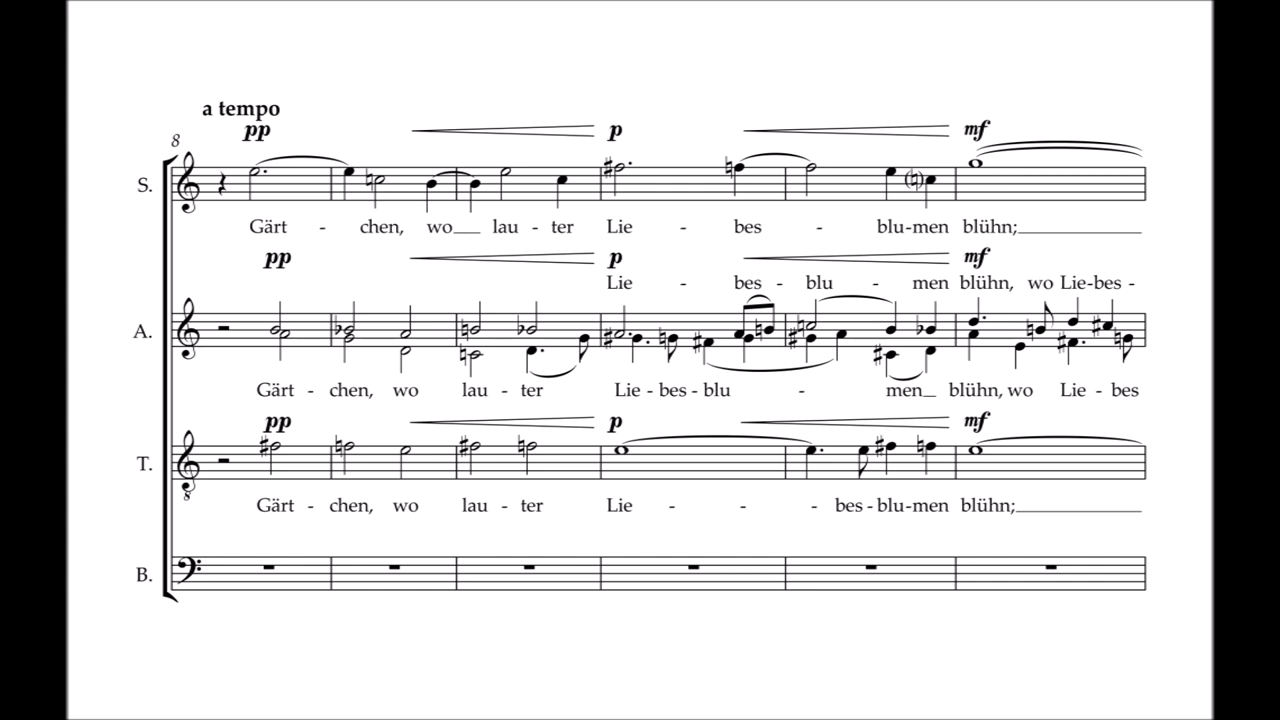 a tempo
8
pp p mf
S.
Gärt - chen, wo lau - ter Lie - bes - blu-men blühn;
pp p mf
Lie - bes - blu - men blühn, wo Lie-bes -
A.
Gärt - chen, wo lau - ter Lie - bes - blu - men blühn, wo Lie - bes
pp p mf
T.
8
Gärt - chen, wo lau - ter Lie - - - bes - blu-men blühn;
B.